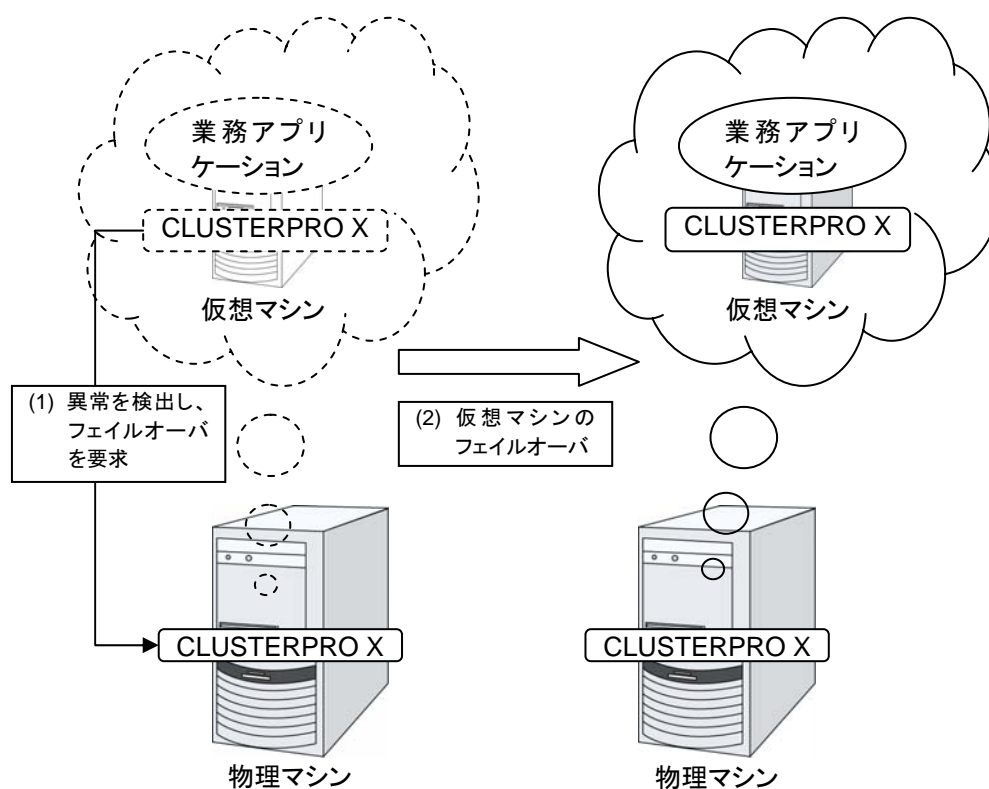 業務アプリ
ケーション
CLUSTERPRO X
仮想マシン
業務アプリ
ケーション
CLUSTERPRO X
仮想マシン
(1) 異常を検出し、
フェイルオーバ
を要求
(2) 仮想マシンの
フェイルオーバ
CLUSTERPRO X
物理マシン
CLUSTERPRO X
物理マシン